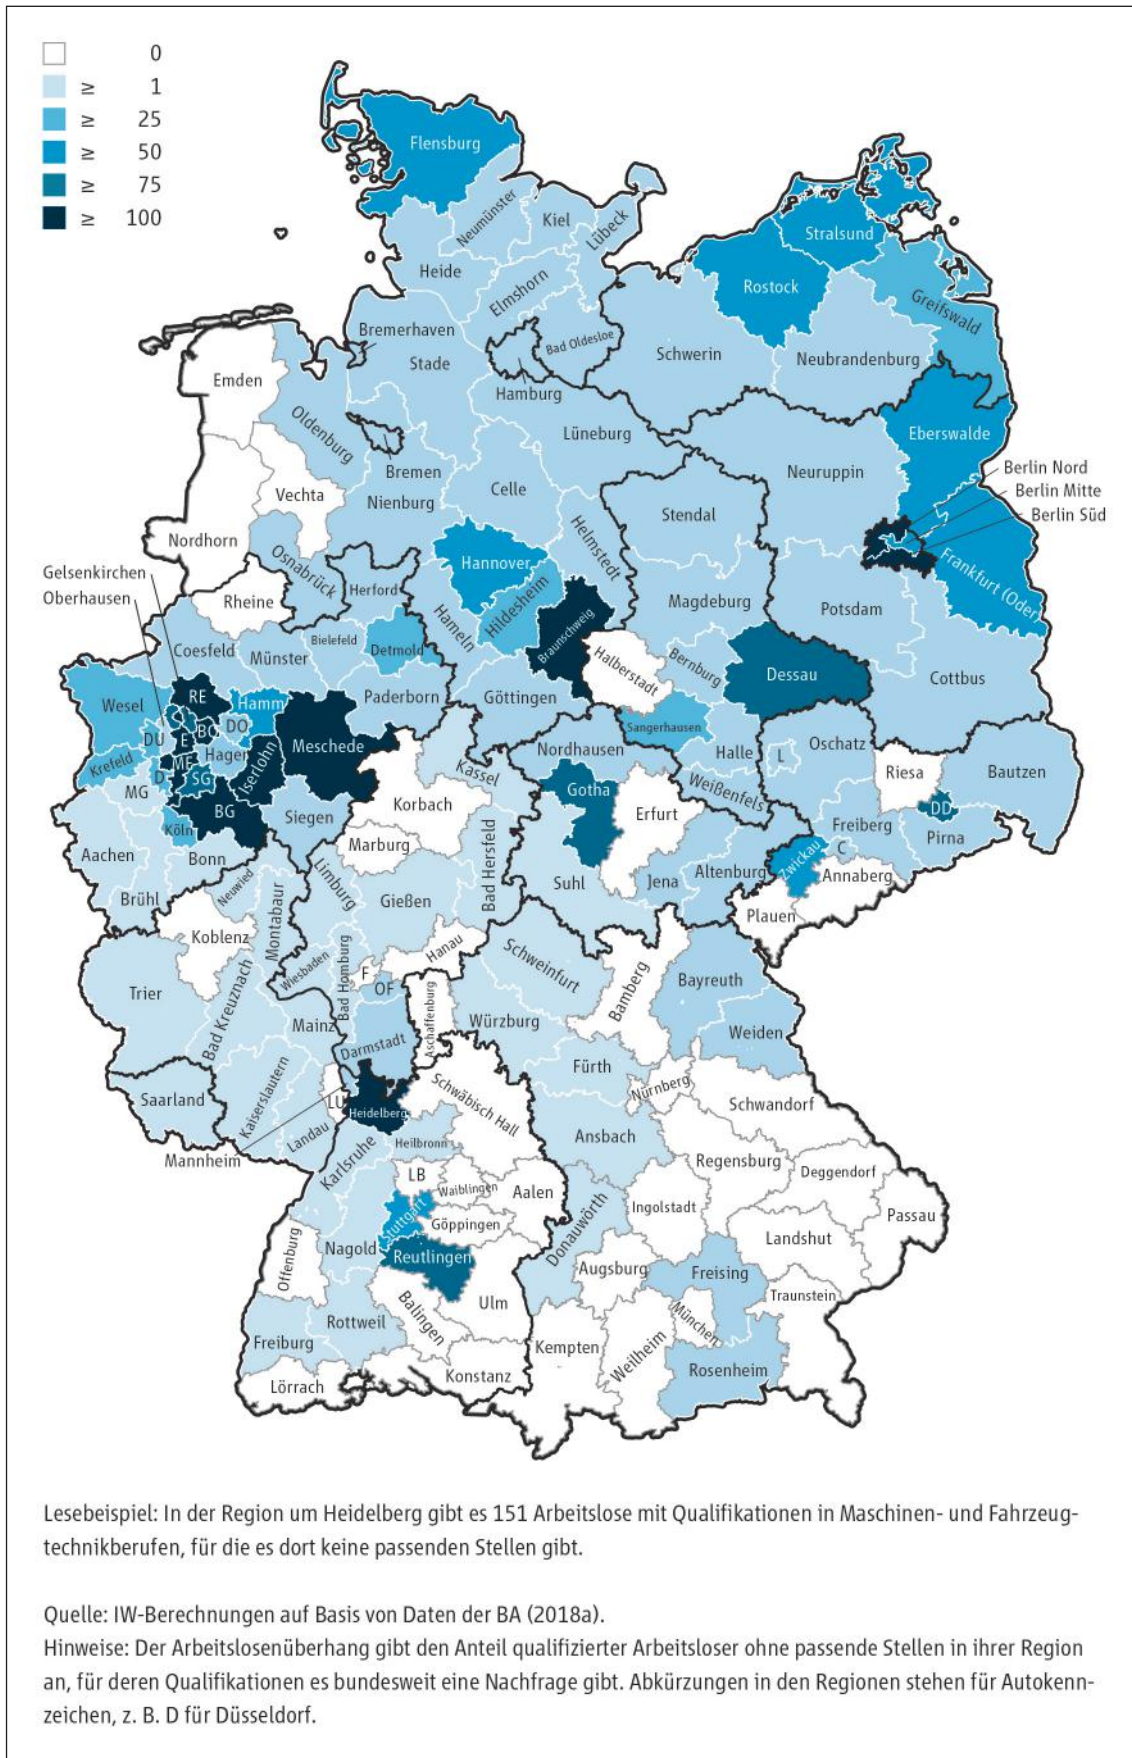 0
≥ 1
≥ 25
≥ 50
≥ 75
≥ 100
Flensburg
Neumünster
Kiel
Lübeck
Stralsund
Heide
Elmshorn
Rostock
Greifswald
Bremerhaven
Bad Oldesloe
Stade
Schwerin
Neubrandenburg
Emden
Hamburg
Oldenburg
Lüneburg
Eberswalde
Bremen
Neuruppin
Berlin Nord
Vechta
Nienburg
Celle
Berlin Mitte
Stendal
Berlin Süd
Nordhorn
Helmstedt
Osnabrück
Hannover
Frankfurt (Oder)
Gelsenkirchen
Oberhausen
Rheine
Herford
Hildesheim
Magdeburg
Potsdam
Hameln
Braunschweig
Coesfeld
Münster
Bielefeld
Detmold
Halberstadt
Bernburg
Dessau
Cottbus
Wesel
RE
Hamm
Paderborn
Göttingen
Sangerhausen
DU
E
BO
DO
Meschede
Nordhausen
Halle
Oschatz
L
Krefeld
D
ME
SG
Hagen
Iserlohn
Kassel
Gotha
Weißenfels
Riesa
Bautzen
MG
BG
Siegen
Korbach
Erfurt
DD
Köln
Marburg
Freiberg
Pirna
Aachen
Bonn
Limburg
Bad Hersfeld
Zwickau
C
Brühl
Neuwied
Gießen
Suhl
Jena
Altenburg
Annaberg
Montabaur
Plauen
Koblenz
Hanau
Schweinfurt
Wiesbaden
Bad Homburg
F
Bamberg
Bayreuth
Trier
OF
Bad Kreuznach
Mainz
Aschaffenburg
Würzburg
Weiden
Darmstadt
Fürth
Saarland
Kaiserslautern
LU
Heidelberg
Schwäbisch Hall
Nürnberg
Schwandorf
Landau
Heilbronn
Ansbach
Mannheim
Karlsruhe
LB
Waiblingen
Aalen
Regensburg
Deggendorf
Stuttgart
Göppingen
Donauwörth
Ingolstadt
Passau
Offenburg
Nagold
Reutlingen
Landshut
Augsburg
Freising
Ulm
Traunstein
Rottweil
Balingen
München
Freiburg
Kempten
Weilheim
Rosenheim
Lörrach
Konstanz
Lesebeispiel: In der Region um Heidelberg gibt es 151 Arbeitslose mit Qualifikationen in Maschinen- und Fahrzeug-
technikberufen, für die es dort keine passenden Stellen gibt.
Quelle: IW-Berechnungen auf Basis von Daten der BA (2018a).
Hinweise: Der Arbeitslosenüberhang gibt den Anteil qualifizierter Arbeitsloser ohne passende Stellen in ihrer Region
an, für deren Qualifikationen es bundesweit eine Nachfrage gibt. Abkürzungen in den Regionen stehen für Autokenn-
zeichen, z. B. D für Düsseldorf.